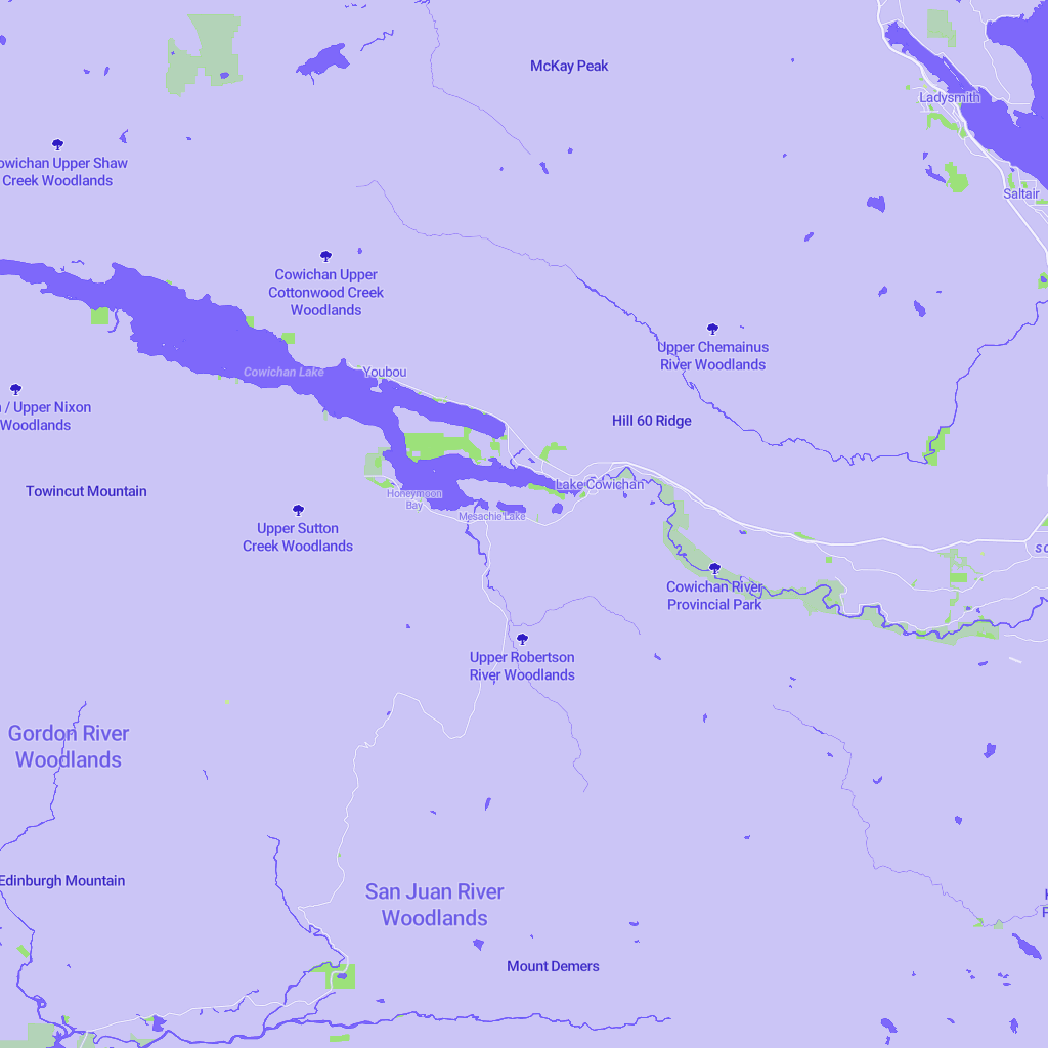 McKay Peak
Ladysmith
owichan Upper Shaw
Creek Woodlands
Saltair
Cowichan Upper
Cottonwood Creek
Woodlands
Upper Chemainus
River Woodlands
Cowichan Lake
Youbou
/ Upper Nixon
Woodlands
Hill 60 Ridge
Lake Cowichan
Towincut Mountain
Honeymoon
Bay
Mesachie Lake
Upper Sutton
Creek Woodlands
Cowichan River
Provincial Park
Upper Robertson
River Woodlands
Gordon River
Woodlands
Edinburgh Mountain
San Juan River
Woodlands
Mount Demers